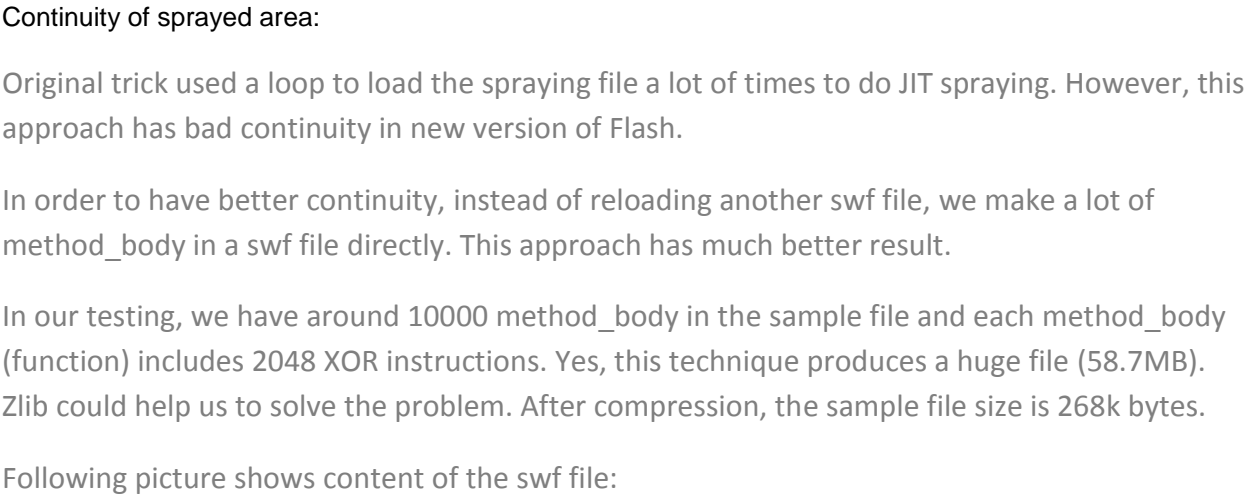 Continuity of sprayed area:
Original trick used a loop to load the spraying file a lot of times to do JIT spraying. However, this
approach has bad continuity in new version of Flash.
In order to have better continuity, instead of reloading another swf file, we make a lot of
method_body in a swf file directly. This approach has much better result.
In our testing, we have around 10000 method_body in the sample file and each method_body
(function) includes 2048 XOR instructions. Yes, this technique produces a huge file (58.7MB).
Zlib could help us to solve the problem. After compression, the sample file size is 268k bytes.
Following picture shows content of the swf file: